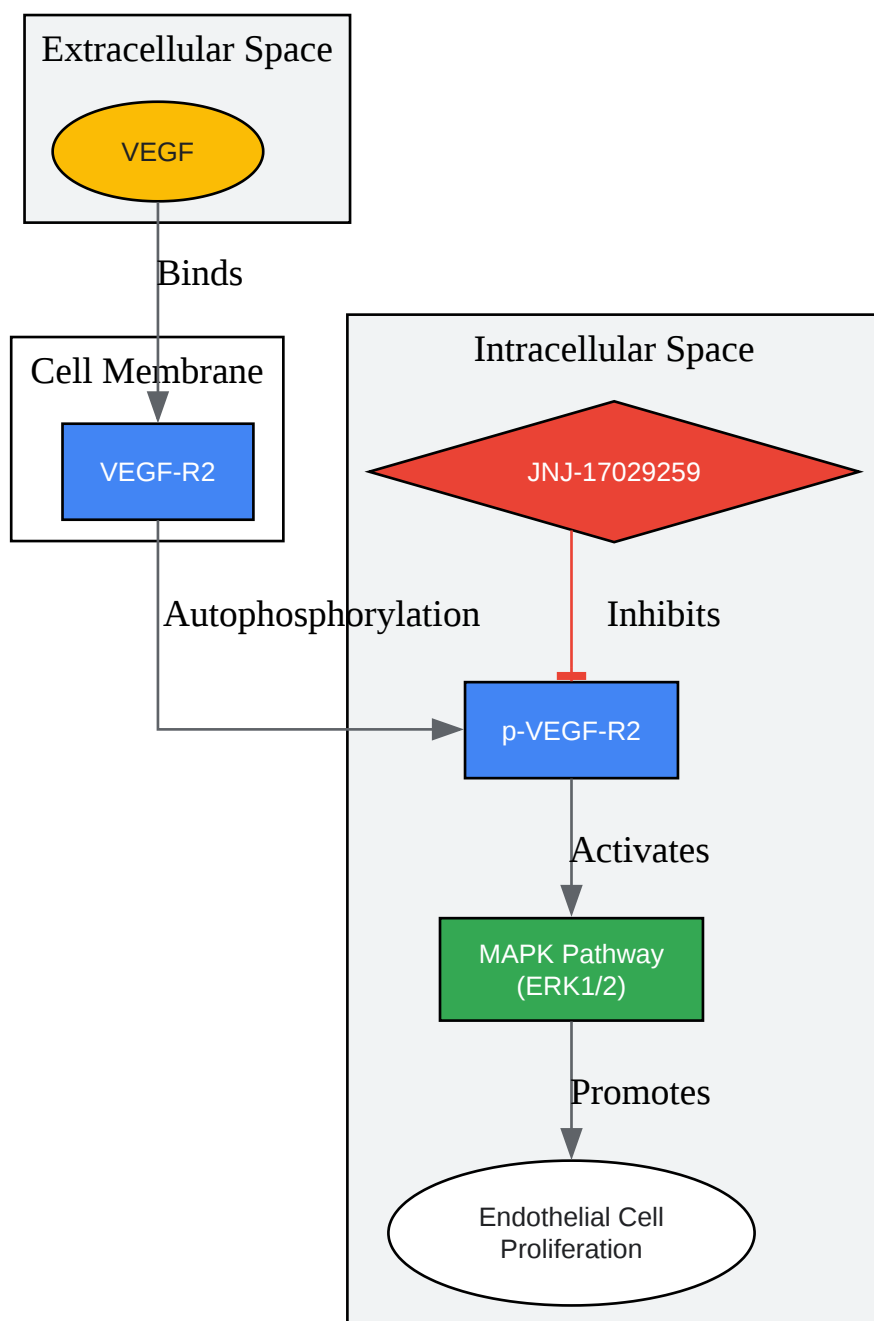 Extracellular Space
VEGF
Binds
Cell Membrane
VEGF-R2
Intracellular Space
JNJ-17029259
Autophosphorylation
Inhibits
p-VEGF-R2
Activates
MAPK Pathway
(ERK1/2)
Promotes
Endothelial Cell
Proliferation